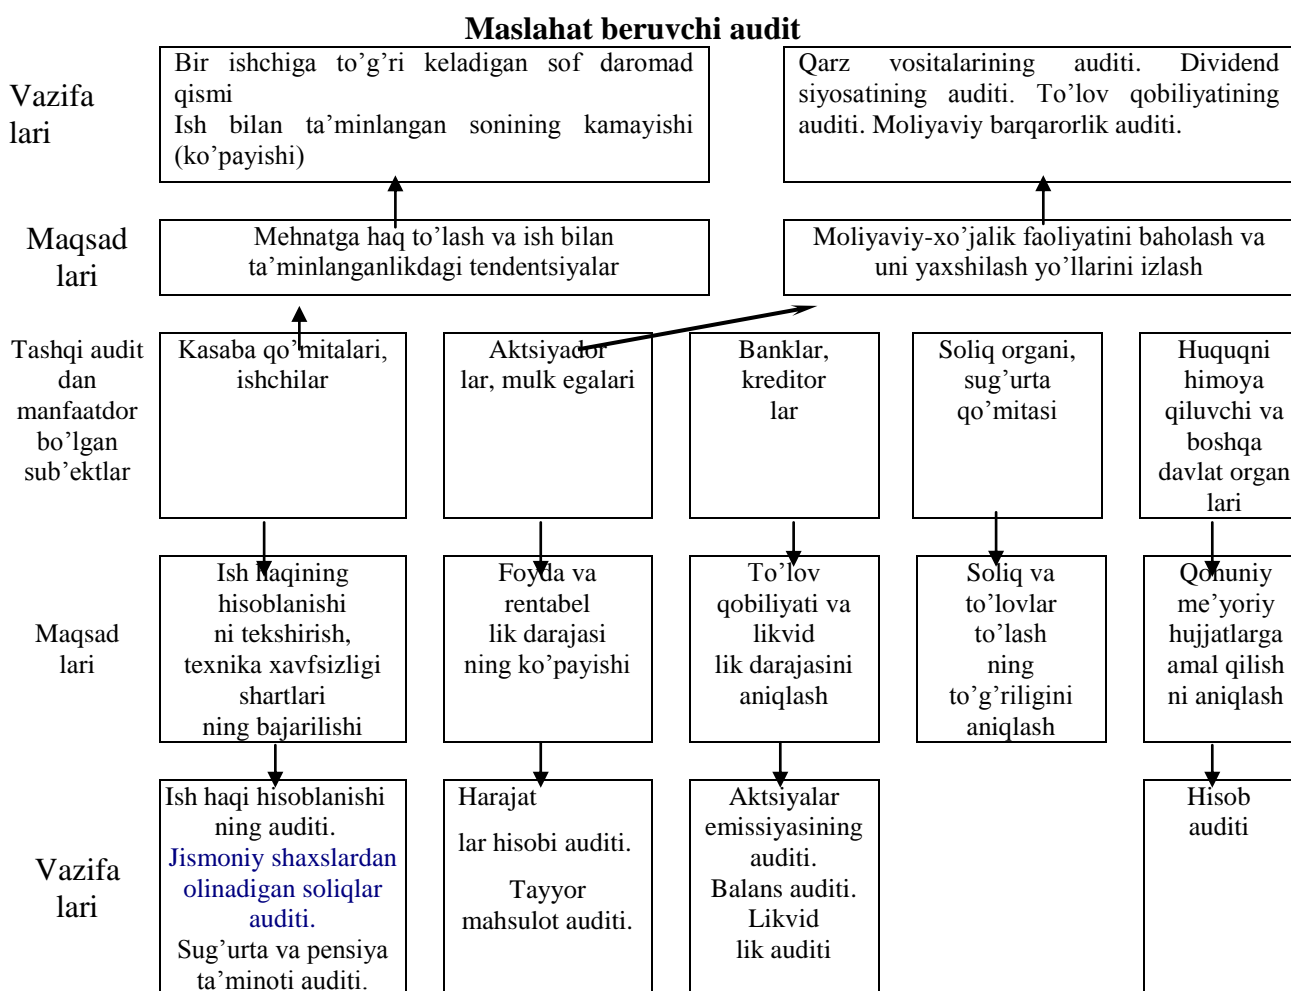 Maslahat beruvchi audit
Vazifa
lari
Bir ishchiga to’g’ri keladigan sof daromad
qismi
Ish bilan ta’minlangan sonining kamayishi
(ko’payishi)
Qarz vositalarining auditi. Dividend
siyosatining auditi. To’lov qobiliyatining
auditi. Moliyaviy barqarorlik auditi.
Maqsad
lari
Mehnatga haq to’lash va ish bilan
ta’minlanganlikdagi tendentsiyalar
Moliyaviy-xo’jalik faoliyatini baholash va
uni yaxshilash yo’llarini izlash
Tashqi audit
dan
manfaatdor
bo’lgan
sub’ektlar
Kasaba qo’mitalari,
ishchilar
Aktsiyador
lar, mulk egalari
Banklar,
kreditor
lar
Soliq organi,
sug’urta
qo’mitasi
Huquqni
himoya
qiluvchi va
boshqa
davlat organ
lari
Maqsad
lari
Ish haqining
hisoblanishi
ni tekshirish,
texnika xavfsizligi
shartlari
ning bajarilishi
Foyda va
rentabel
lik darajasi
ning ko’payishi
To’lov
qobiliyati va
likvid
lik darajasini
aniqlash
Soliq va
to’lovlar
to’lash
ning
to’g’riligini
aniqlash
Qonuniy
me’yoriy
hujjatlarga
amal qilish
ni aniqlash
Vazifa
lari
Ish haqi hisoblanishi
ning auditi.
Jismoniy shaxslardan
olinadigan soliqlar
auditi.
Sug’urta va pensiya
ta’minoti auditi.
Harajat
lar hisobi auditi.
Tayyor
mahsulot auditi.
Aktsiyalar
emissiyasining
auditi.
Balans auditi.
Likvid
lik auditi
Hisob
auditi